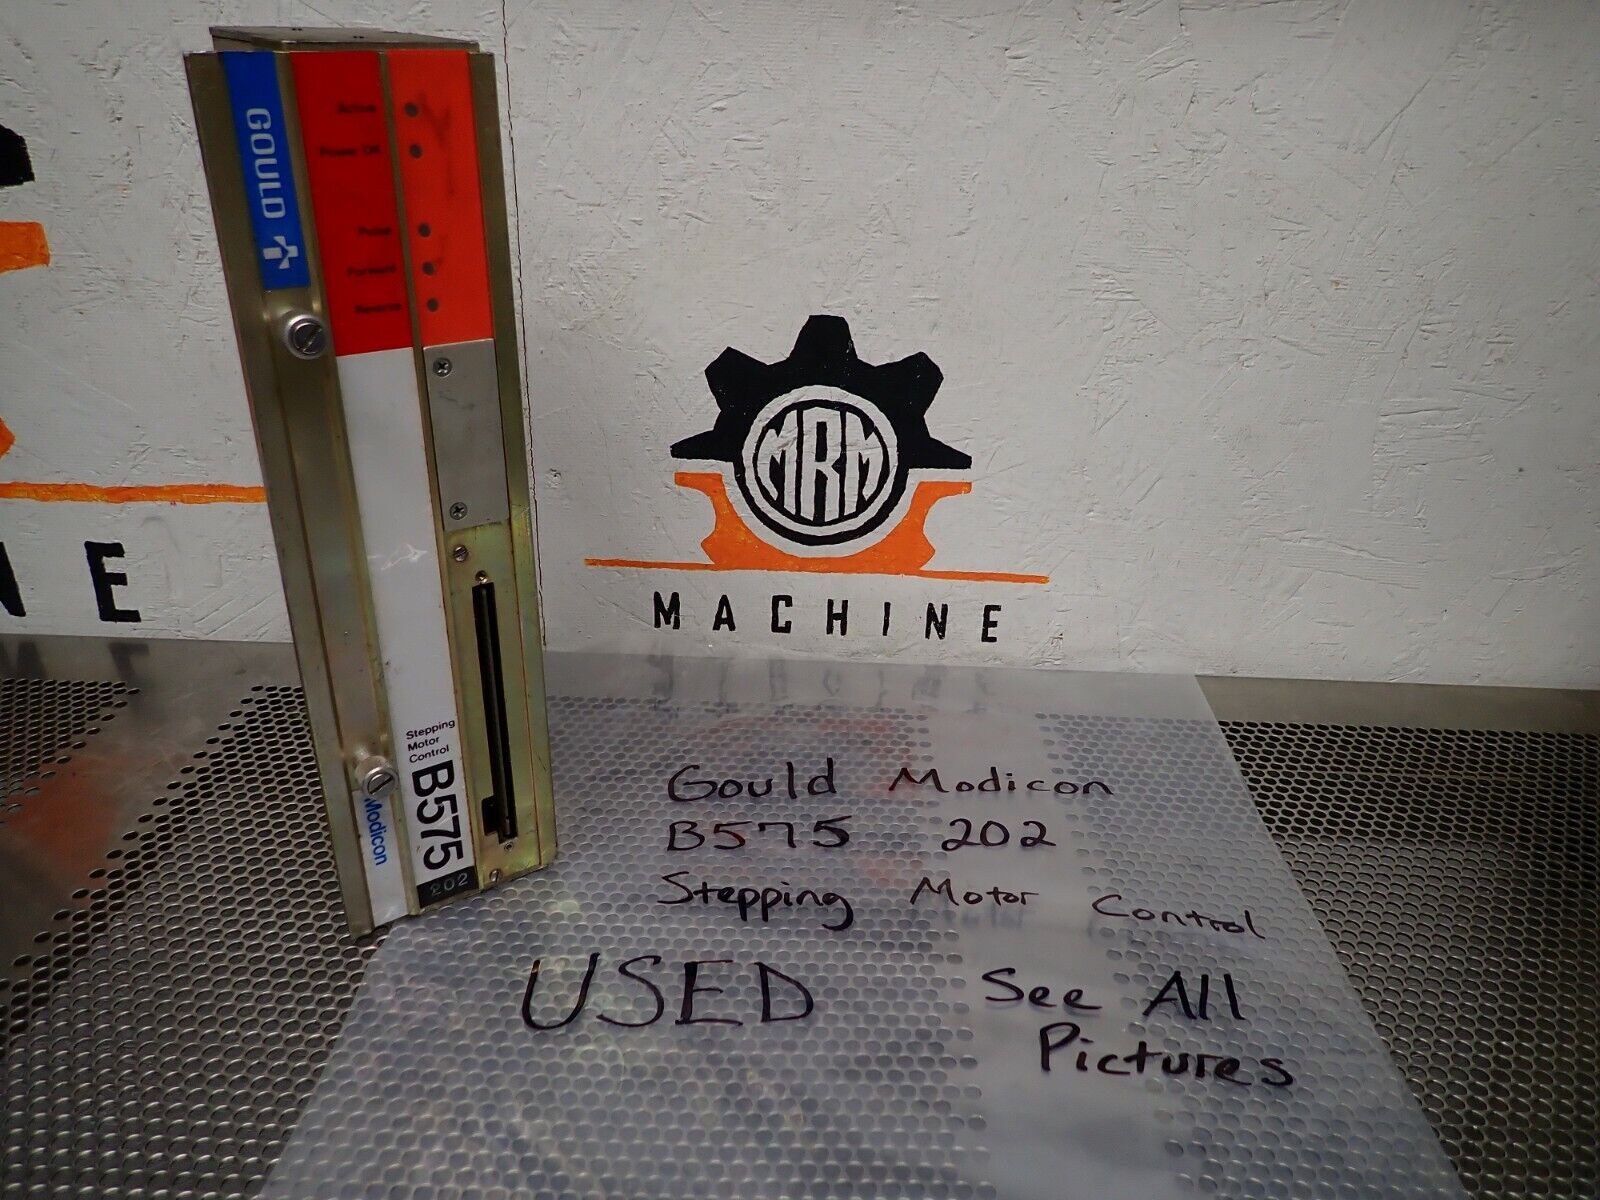 GOULD
Active
Power OK
Pulse
Forward
Reverse
Stepping
Motor
Control
B575
202
Modicon
MRM
MACHINE
NE
Gould Modicon
B575 202
Stepping Motor Control
USED See All
Pictures